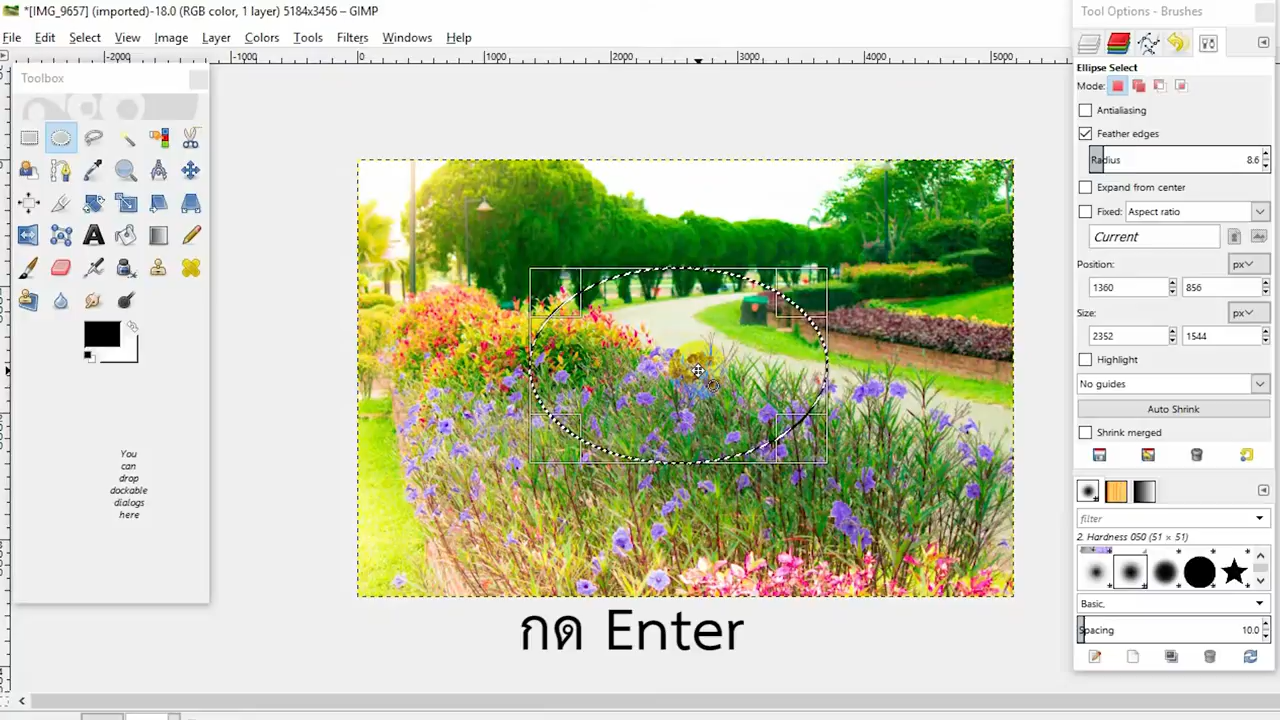 *[IMG_9657] (imported)-18.0 (RGB color, 1 layer) 5184x3456 – GIMP
File Edit Select View Image Layer Colors Tools Filters Windows Help
-2000 -1000 0 1000 2000 3000 4000 5000
Toolbox
You
can
drop
dockable
dialogs
here
กด Enter
Tool Options - Brushes
Ellipse Select
Mode:
Antialiasing
Feather edges
Radius 8.6
Expand from center
Fixed: Aspect ratio
Current
Position: px
1360 856
Size: px
2352 1544
Highlight
No guides
Auto Shrink
Shrink merged
filter
2. Hardness 050 (51 × 51)
Basic,
Spacing 10.0